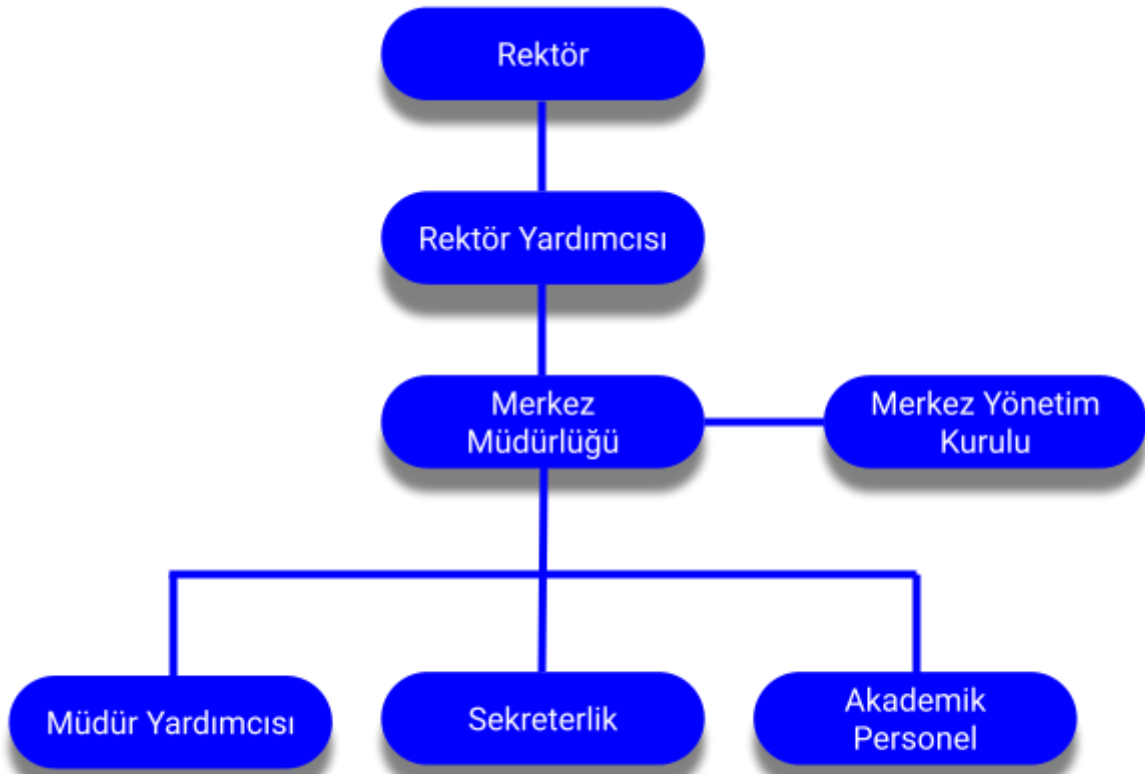 Rektör
Rektör Yardımcısı
Merkez
Müdürlüğü
Merkez Yönetim
Kurulu
Müdür Yardımcısı
Sekreterlik
Akademik
Personel